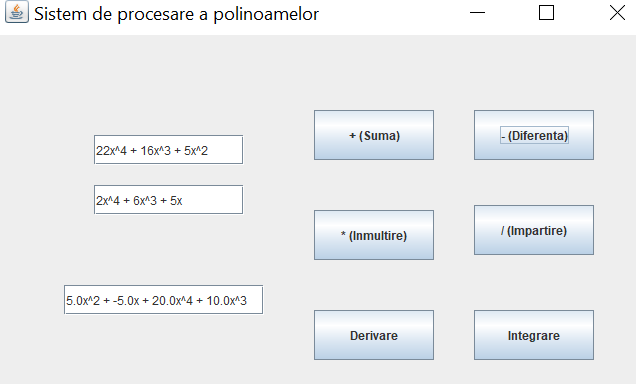 Sistem de procesare a polinoamelor
+ (Suma)
- (Diferenta)
22x^4 + 16x^3 + 5x^2
2x^4 + 6x^3 + 5x
* (Inmultire)
/ (Impartire)
5.0x^2 + -5.0x + 20.0x^4 + 10.0x^3
Derivare
Integrare